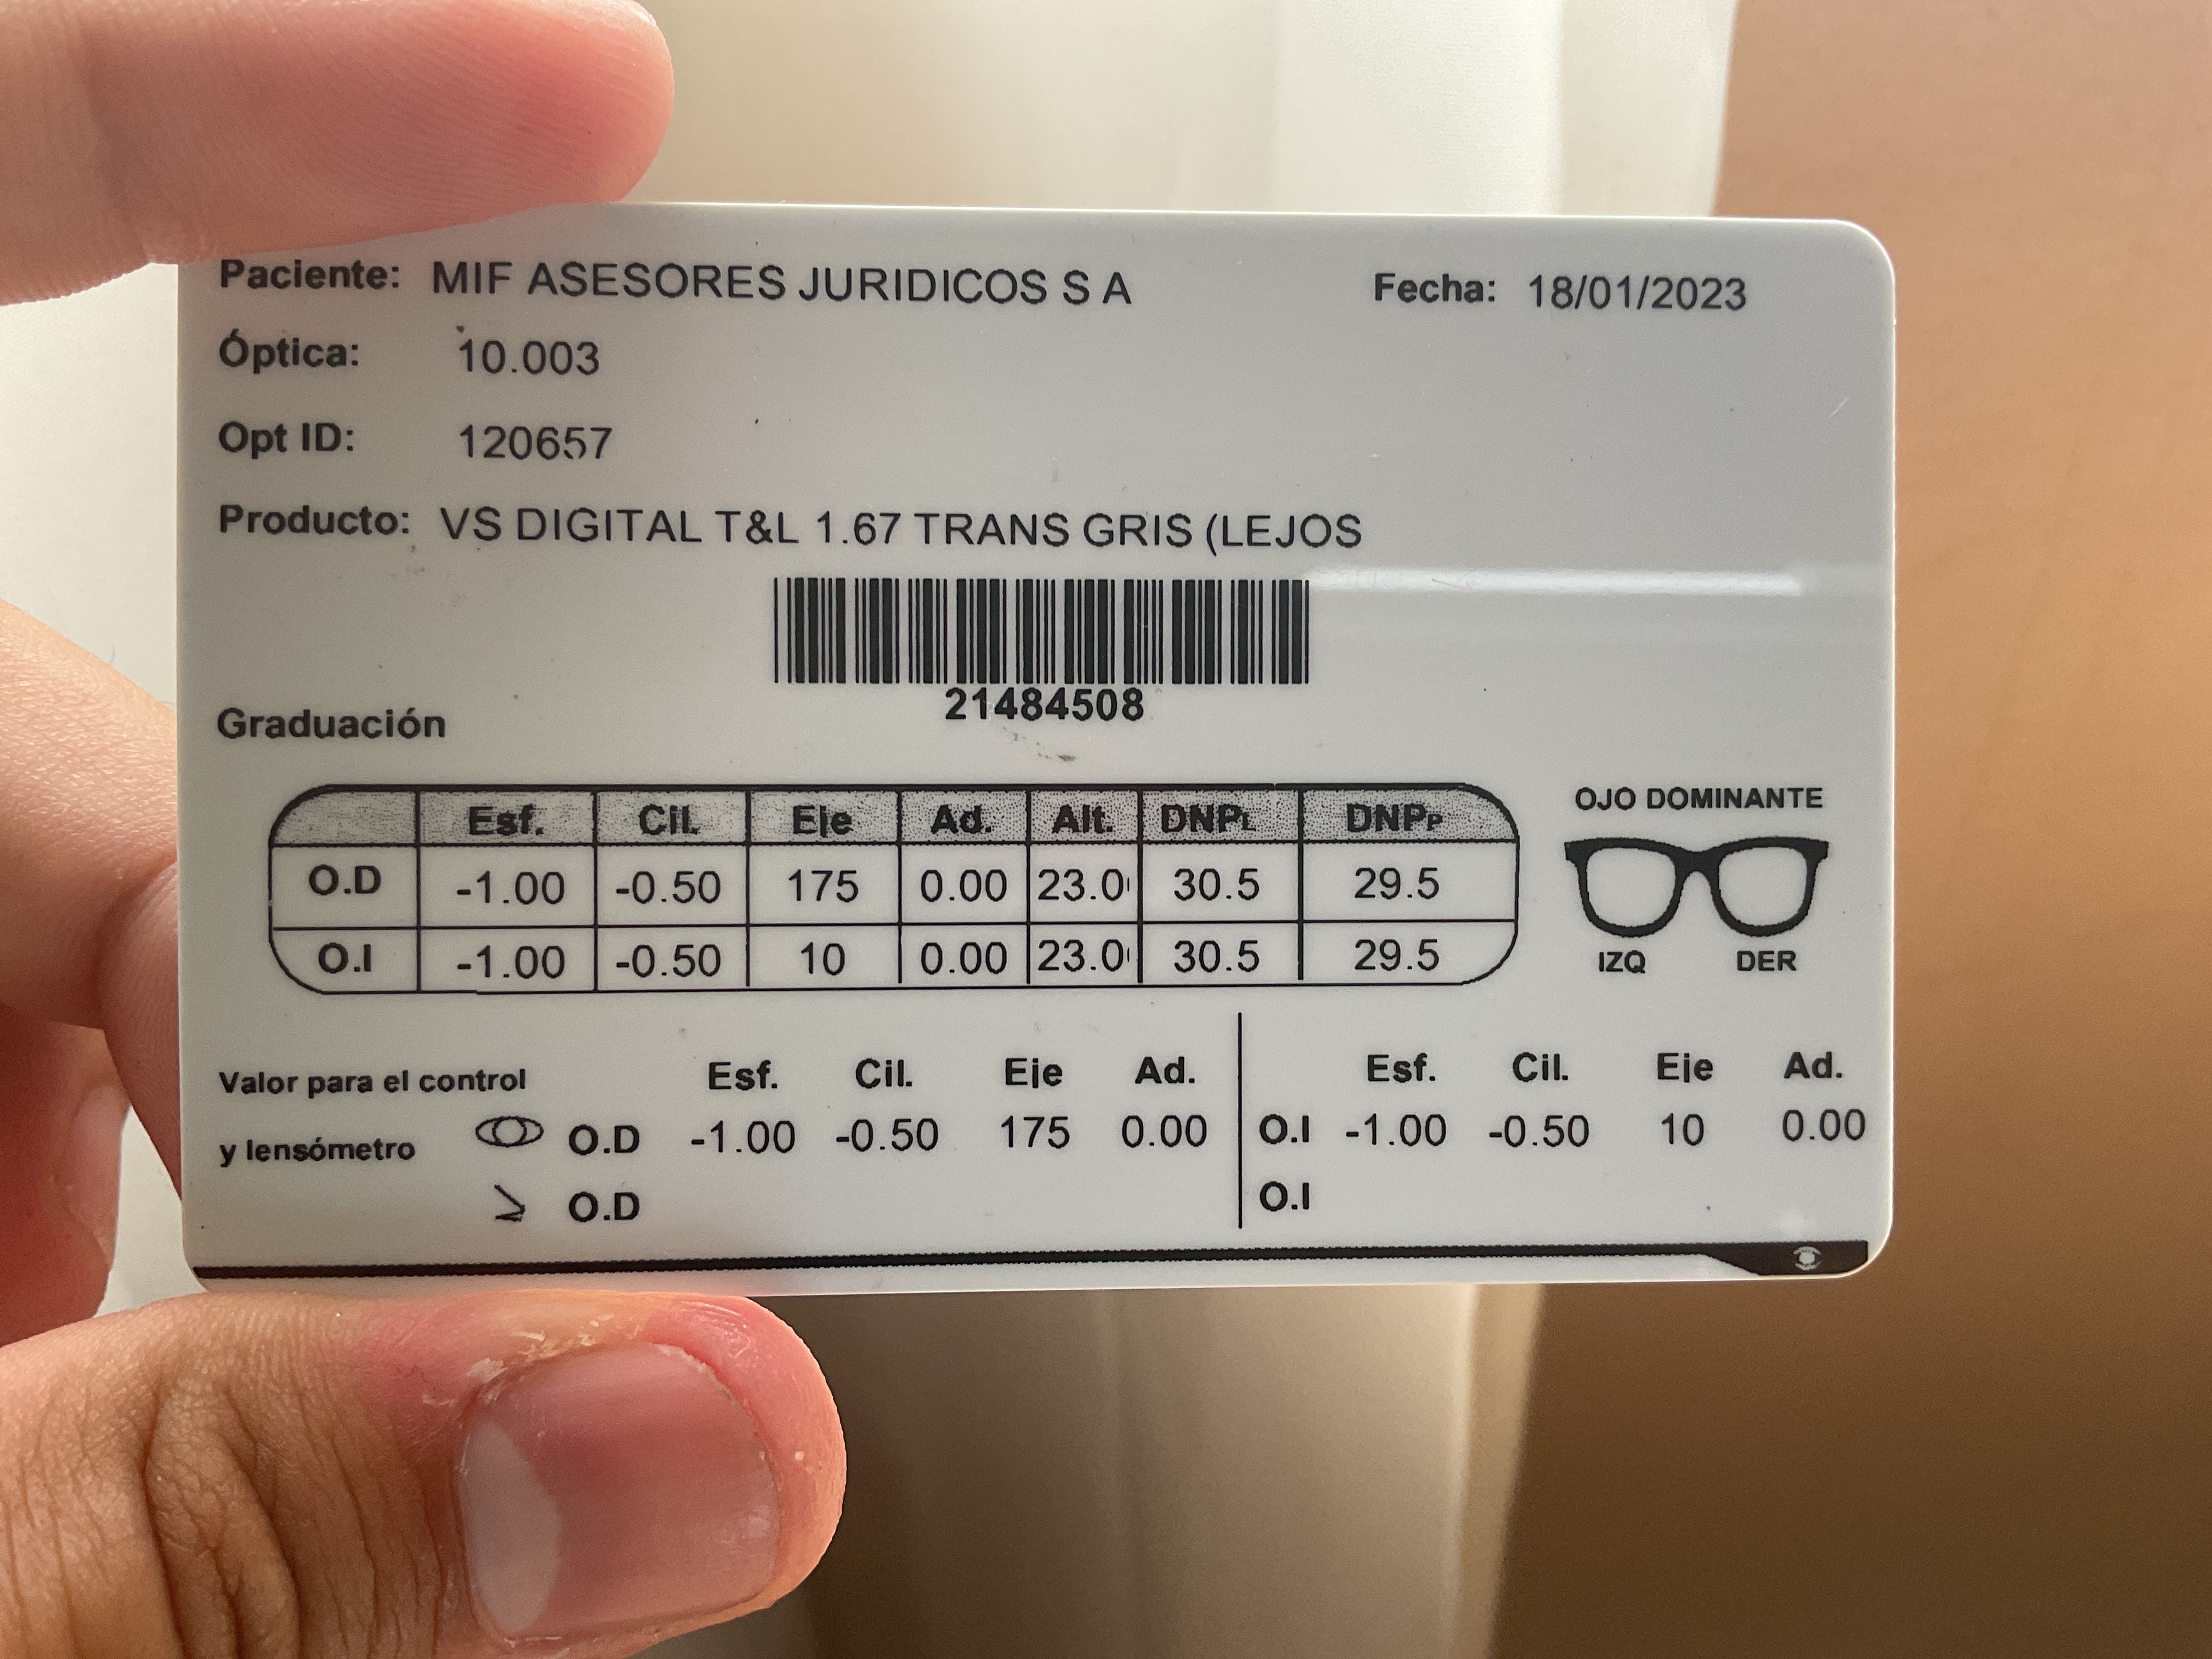 Paciente: MIF ASESORES JURIDICOS S A Fecha: 18/01/2023
Óptica: 10.003
Opt ID: 120657
Producto: VS DIGITAL T&L 1.67 TRANS GRIS (LEJOS
21484508
Graduación
Esf. Cil. Eje Ad. Alt. DNPL DNPP
O.D -1.00 -0.50 175 0.00 23.0 30.5 29.5
O.I -1.00 -0.50 10 0.00 23.0 30.5 29.5
OJO DOMINANTE
IZQ DER
Valor para el control Esf. Cil. Eje Ad. Esf. Cil. Eje Ad.
y lensómetro O.D -1.00 -0.50 175 0.00 O.I -1.00 -0.50 10 0.00
O.D O.I